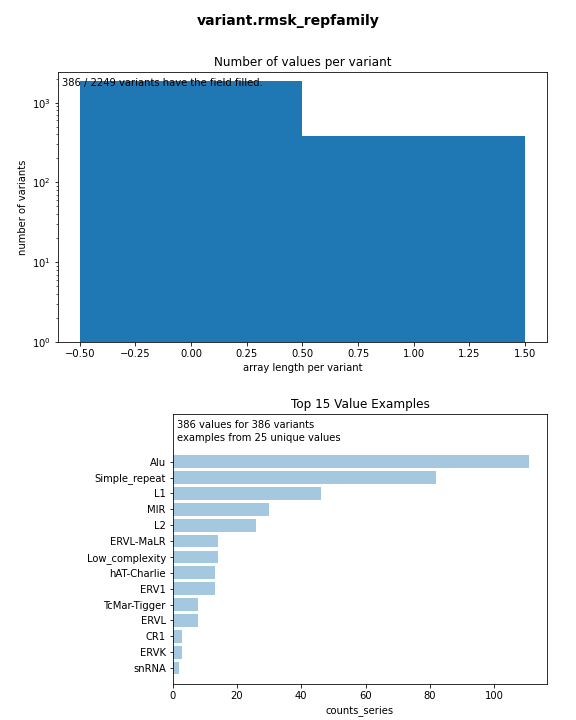 variant.rmsk_repfamily
Number of values per variant
386 / 2249 variants have the field filled.
number of variants
10³
10²
10¹
10⁰
−0.50 −0.25 0.00 0.25 0.50 0.75 1.00 1.25 1.50
array length per variant
Top 15 Value Examples
386 values for 386 variants
examples from 25 unique values
Alu
Simple_repeat
L1
MIR
L2
ERVL-MaLR
Low_complexity
hAT-Charlie
ERV1
TcMar-Tigger
ERVL
CR1
ERVK
snRNA
0 20 40 60 80 100
counts_series